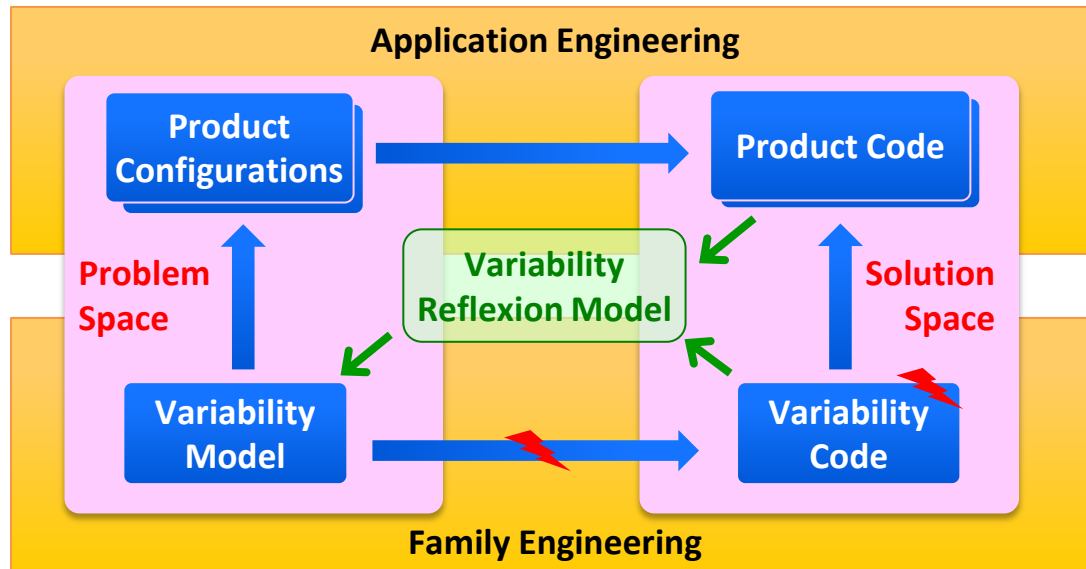 Application Engineering
Product
Configurations
Product Code
Variability
Reflexion Model
Problem
Space
Solution
Space
Variability
Model
Variability
Code
Family Engineering